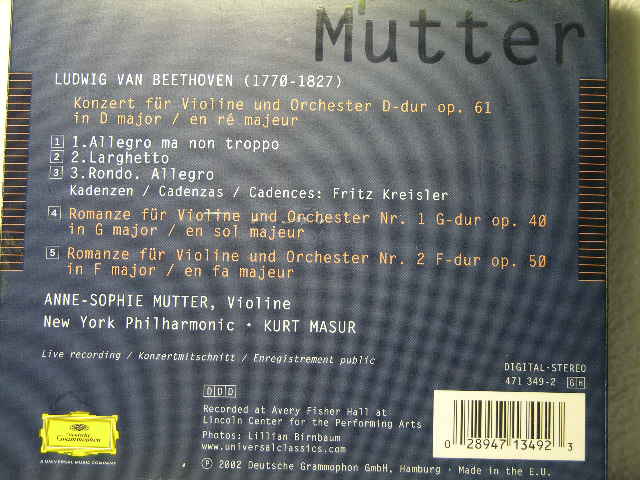 Mutter
LUDWIG VAN BEETHOVEN (1770-1827)
Konzert für Violine und Orchester D-dur op. 61
in D major / en ré majeur
1 1.Allegro ma non troppo
2 2.Larghetto
3 3.Rondo. Allegro
Kadenzen / Cadenzas / Cadences: Fritz Kreisler
4 Romanze für Violine und Orchester Nr. 1 G-dur op. 40
in G major / en sol majeur
5 Romanze für Violine und Orchester Nr. 2 F-dur op. 50
in F major / en fa majeur
ANNE-SOPHIE MUTTER, Violine
New York Philharmonic · KURT MASUR
Live recording / Konzertmitschnitt / Enregistrement public
DIGITAL-STEREO
471 349-2 GH
DDD
Recorded at Avery Fisher Hall at
Lincoln Center for the Performing Arts
Photos: Lillian Birnbaum
www.universalclassics.com
℗ 2002 Deutsche Grammophon GmbH, Hamburg · Made in the E.U.
Deutsche
Grammophon
A UNIVERSAL MUSIC COMPANY
0 28947 13492 3